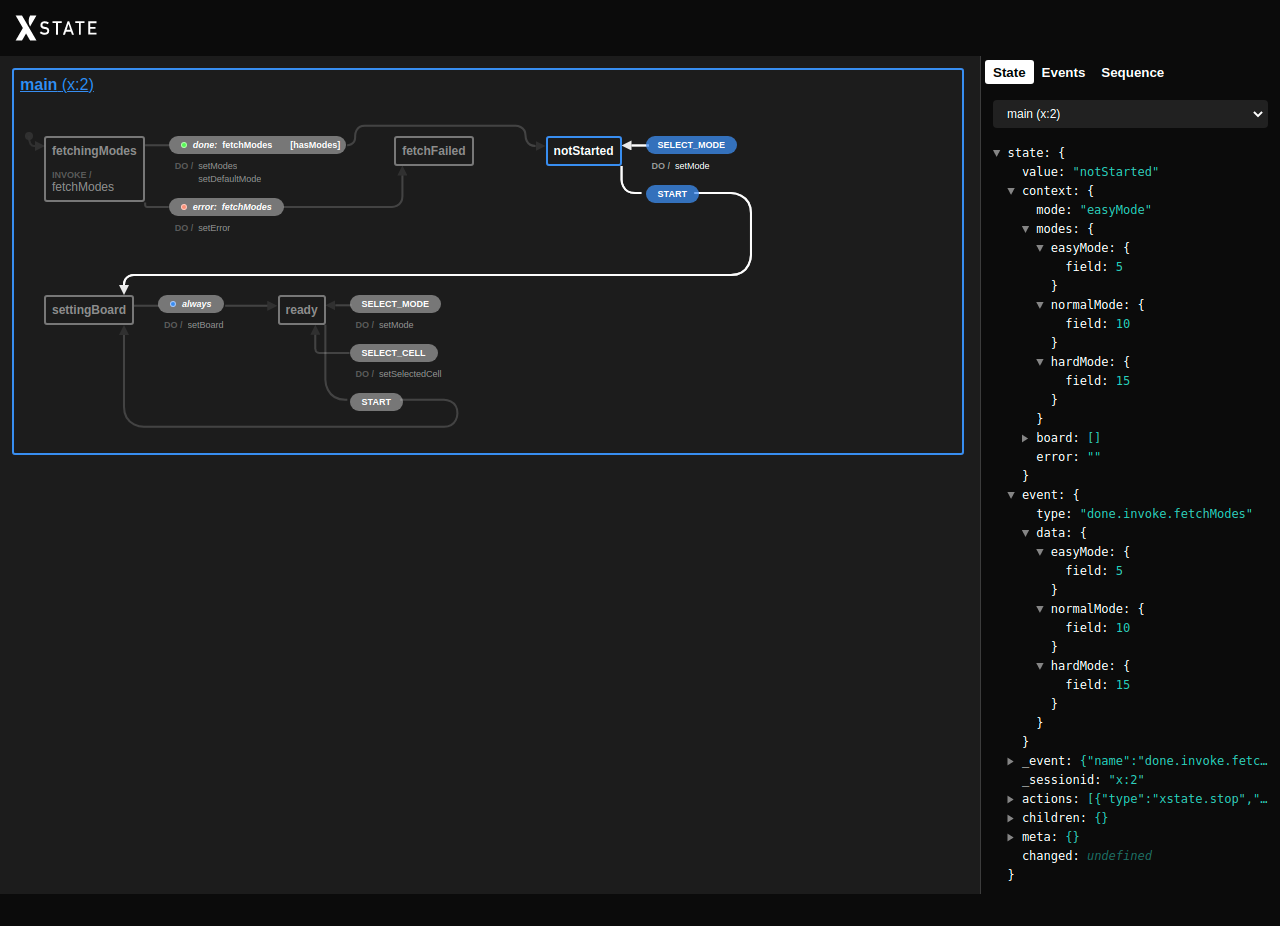 XSTATE
State Events Sequence
main (x:2)
main (x:2)
fetchingModes
INVOKE /
fetchModes
done: fetchModes [hasModes]
DO / setModes
setDefaultMode
error: fetchModes
DO / setError
fetchFailed
notStarted
SELECT_MODE
DO / setMode
START
settingBoard
always
DO / setBoard
ready
SELECT_MODE
DO / setMode
SELECT_CELL
DO / setSelectedCell
START
state: {
value: "notStarted"
context: {
mode: "easyMode"
modes: {
easyMode: {
field: 5
}
normalMode: {
field: 10
}
hardMode: {
field: 15
}
}
board: []
error: ""
}
event: {
type: "done.invoke.fetchModes"
data: {
easyMode: {
field: 5
}
normalMode: {
field: 10
}
hardMode: {
field: 15
}
}
}
_event: {"name":"done.invoke.fetc…
_sessionid: "x:2"
actions: [{"type":"xstate.stop","…
children: {}
meta: {}
changed: undefined
}